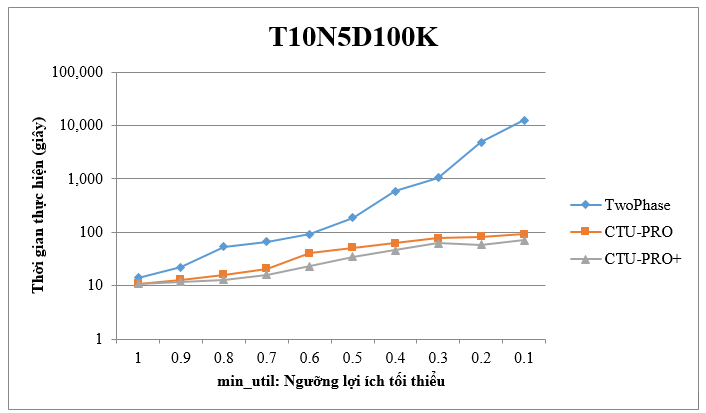 T10N5D100K
Thời gian thực hiện (giây)
100,000
10,000
1,000
100
10
1
1 0.9 0.8 0.7 0.6 0.5 0.4 0.3 0.2 0.1
min_util: Ngưỡng lợi ích tối thiểu
TwoPhase
CTU-PRO
CTU-PRO+